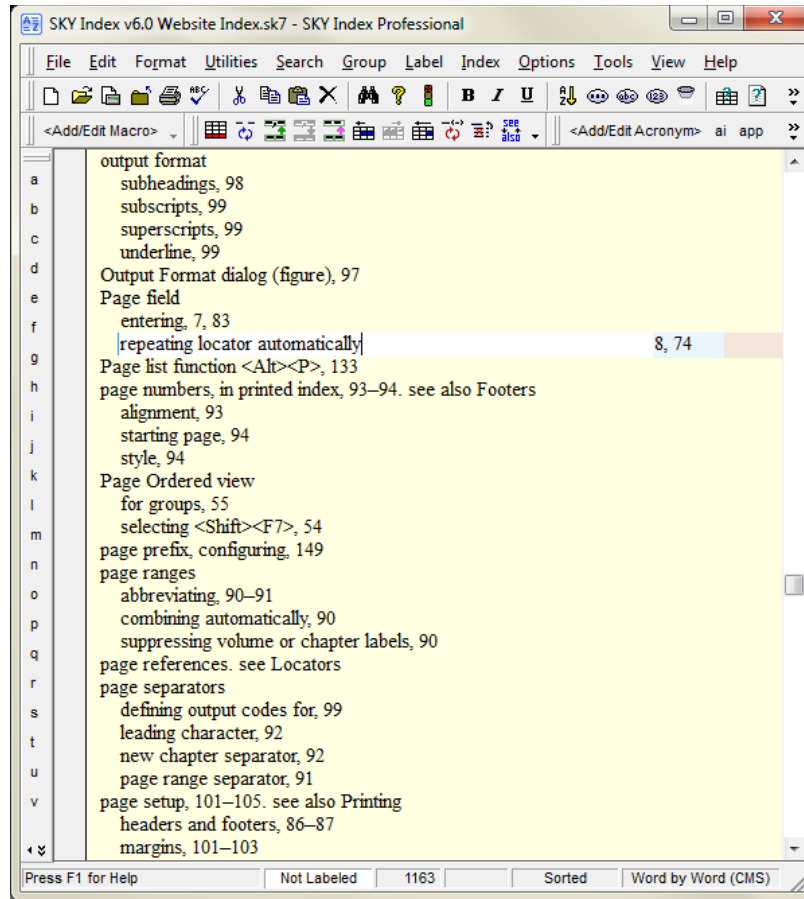 SKY Index v6.0 Website Index.sk7 - SKY Index Professional
File Edit Format Utilities Search Group Label Index Options Tools View Help
ABC B I U abc 123
<Add/Edit Macro> see also <Add/Edit Acronym> ai app
output format
a subheadings, 98
b subscripts, 99
superscripts, 99
c underline, 99
d Output Format dialog (figure), 97
e Page field
entering, 7, 83
f repeating locator automatically 8, 74
g Page list function <Alt><P>, 133
h page numbers, in printed index, 93–94. see also Footers
i alignment, 93
starting page, 94
j style, 94
k Page Ordered view
l for groups, 55
m selecting <Shift><F7>, 54
page prefix, configuring, 149
n page ranges
o abbreviating, 90–91
p combining automatically, 90
suppressing volume or chapter labels, 90
q page references. see Locators
r page separators
s defining output codes for, 99
leading character, 92
t new chapter separator, 92
u page range separator, 91
v page setup, 101–105. see also Printing
headers and footers, 86–87
margins, 101–103
Press F1 for Help Not Labeled 1163 Sorted Word by Word (CMS)